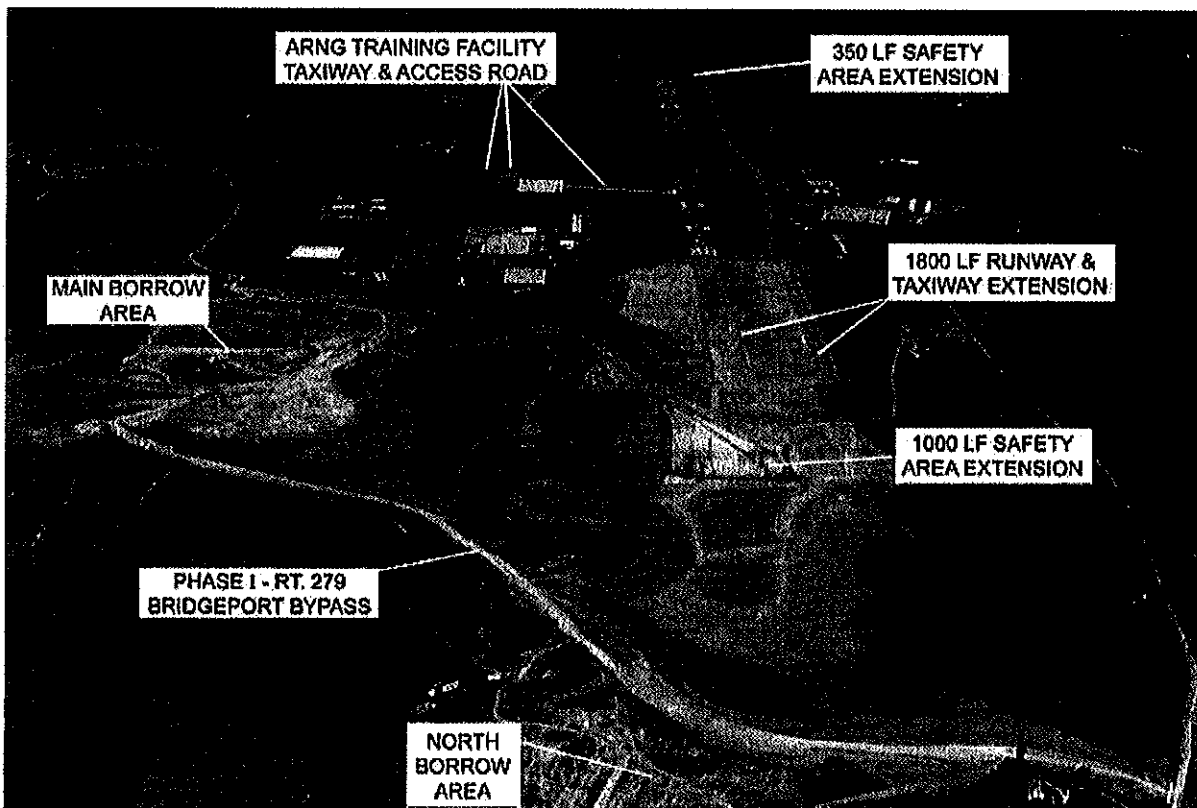 ARNG TRAINING FACILITY
TAXIWAY & ACCESS ROAD
350 LF SAFETY
AREA EXTENSION
MAIN BORROW
AREA
1800 LF RUNWAY &
TAXIWAY EXTENSION
1000 LF SAFETY
AREA EXTENSION
PHASE I - RT. 279
BRIDGEPORT BYPASS
NORTH
BORROW
AREA